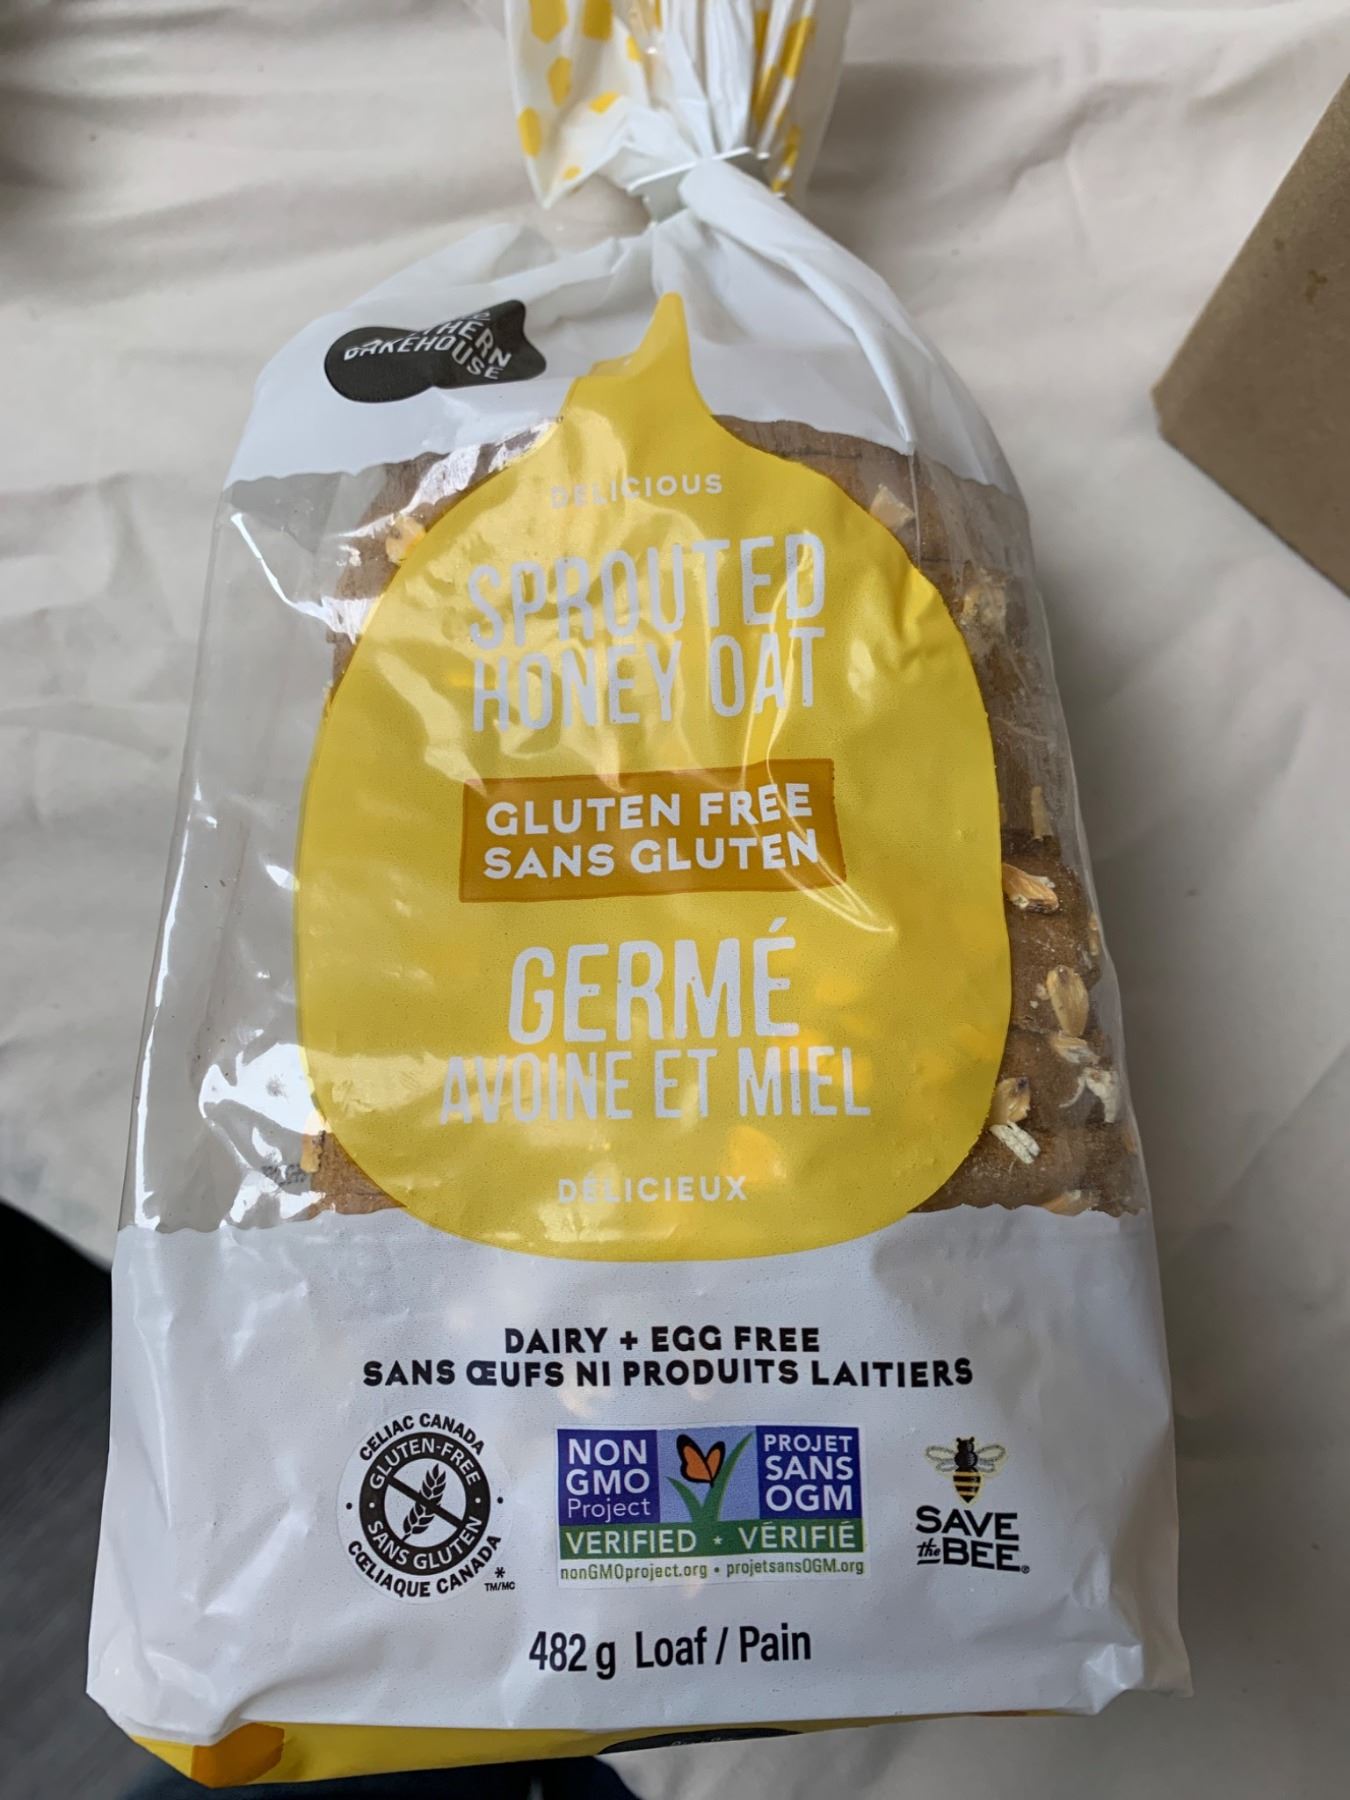 BAKEHOUSE
DELICIOUS
SPROUTED
HONEY OAT
GLUTEN FREE
SANS GLUTEN
GERMÉ
AVOINE ET MIEL
DÉLICIEUX
DAIRY + EGG FREE
SANS ŒUFS NI PRODUITS LAITIERS
CELIAC CANADA
GLUTEN-FREE
SANS GLUTEN
CŒLIAQUE CANADA
*
TM/MC
NON
GMO
Project
PROJET
SANS
OGM
VERIFIED • VÉRIFIÉ
nonGMOproject.org • projetsansOGM.org
SAVE
the BEE®
482 g Loaf / Pain